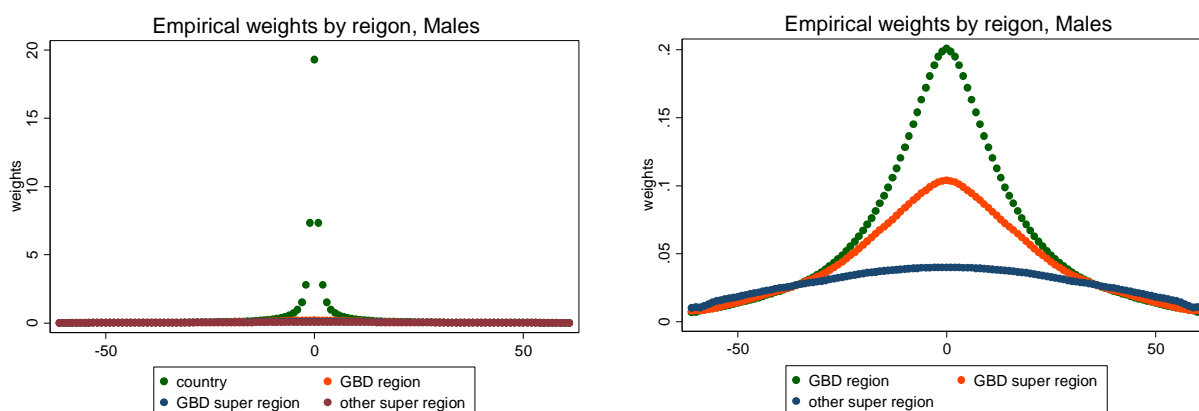 Empirical weights by reigon, Males
20
15
10
5
0
weights
-50 0 50
country GBD region
GBD super region other super region
Empirical weights by reigon, Males
.2
.15
.1
.05
0
weights
-50 0 50
GBD region GBD super region
other super region